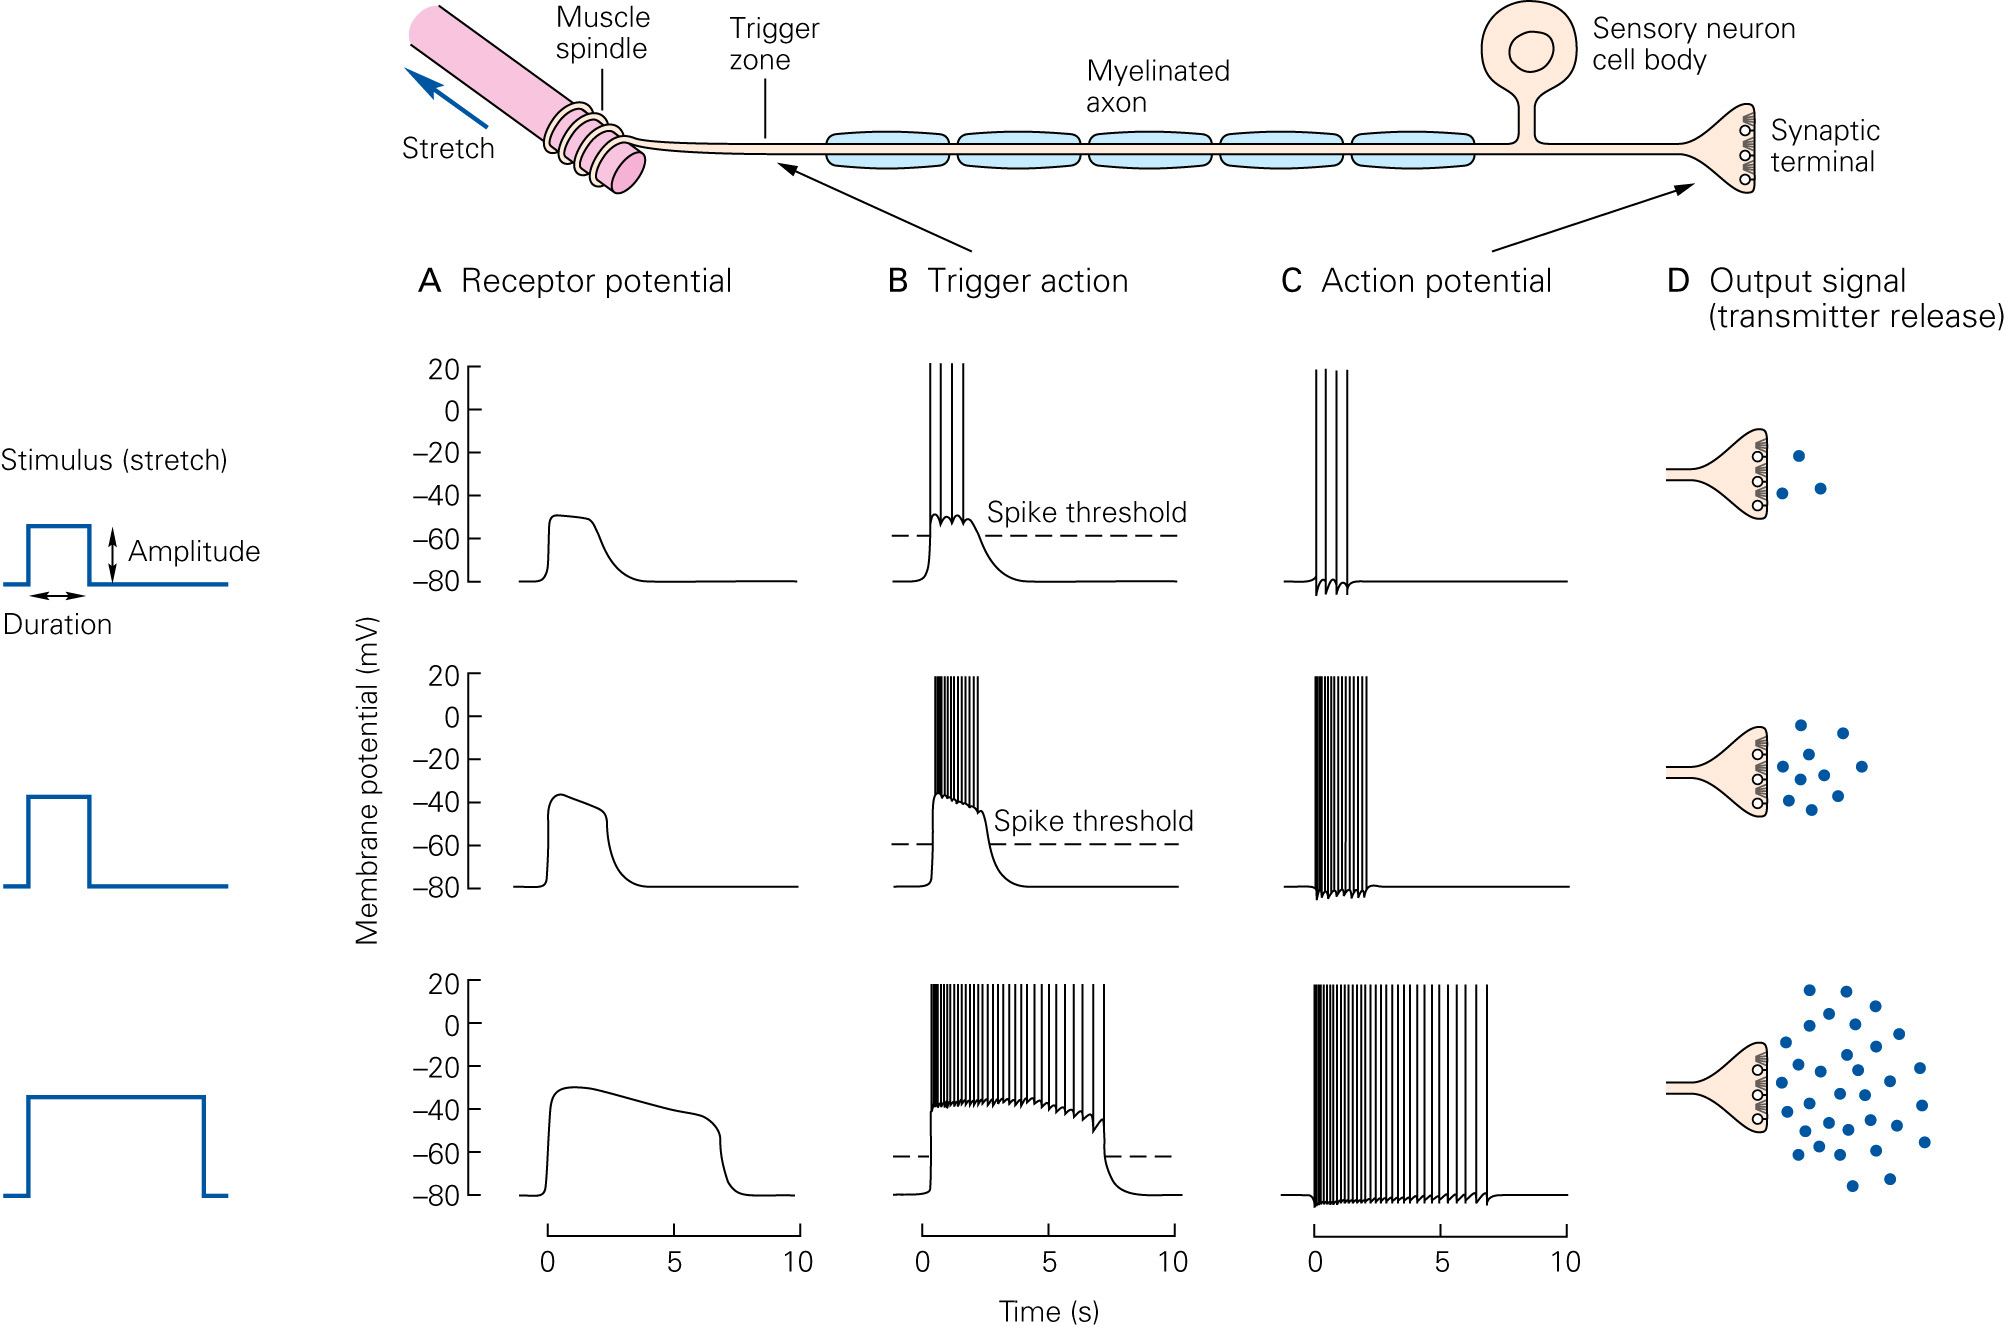 Muscle
spindle
Trigger
zone
Sensory neuron
cell body
Myelinated
axon
Stretch
Synaptic
terminal
A Receptor potential
B Trigger action
C Action potential
D Output signal
(transmitter release)
Stimulus (stretch)
Amplitude
Duration
Membrane potential (mV)
20
0
–20
–40
–60
–80
Spike threshold
20
0
–20
–40
–60
–80
Spike threshold
20
0
–20
–40
–60
–80
0 5 10
0 5 10
0 5 10
Time (s)